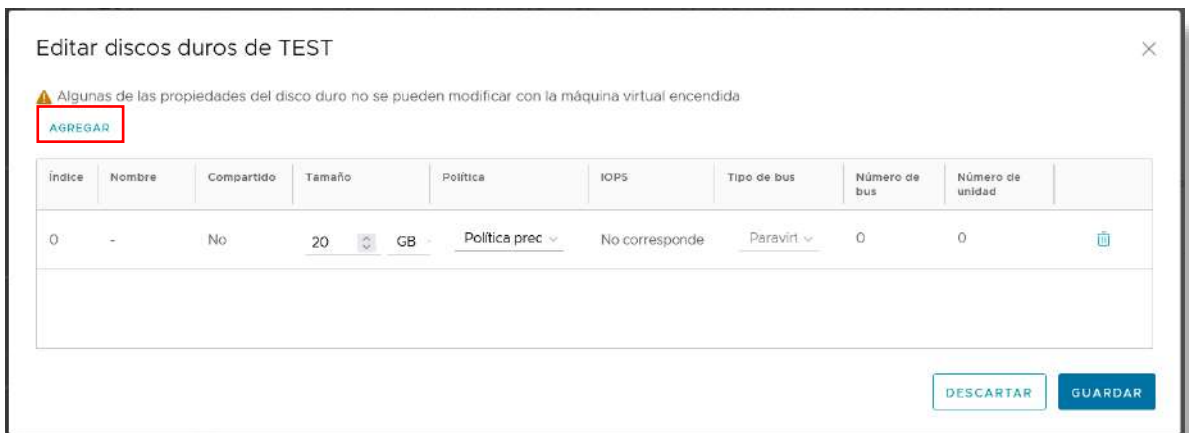 Editar discos duros de TEST
Algunas de las propiedades del disco duro no se pueden modificar con la máquina virtual encendida
AGREGAR
Índice Nombre Compartido Tamaño Política IOPS Tipo de bus Número de bus Número de unidad
0 - No 20 GB Política prec No corresponde Paravirt 0 0
DESCARTAR GUARDAR